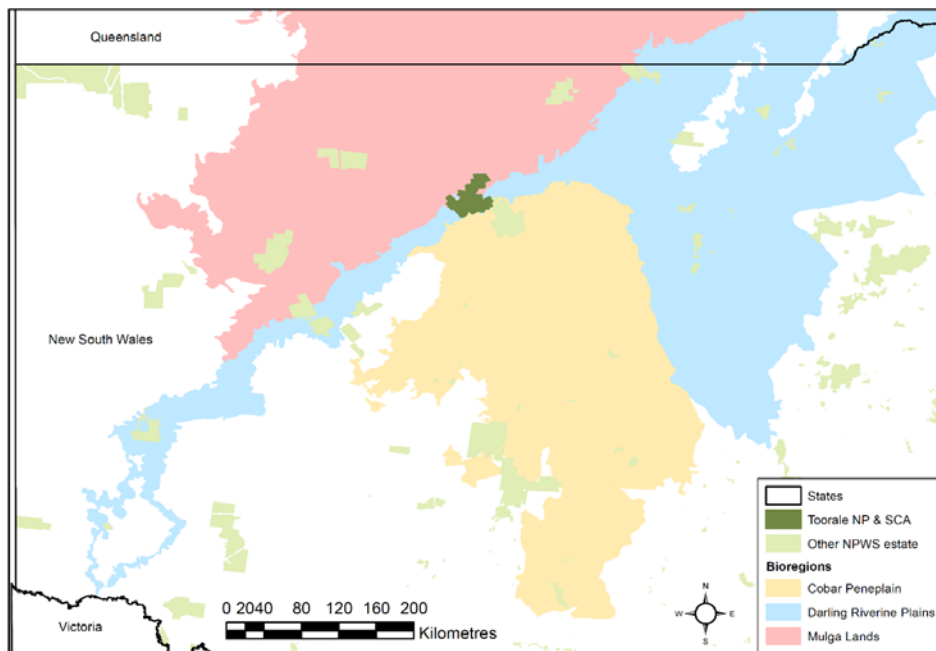 Queensland
New South Wales
Victoria
0 2040 80 120 160 200
Kilometres
N
W E
S
States
Toorale NP & SCA
Other NPWS estate
Bioregions
Cobar Peneplain
Darling Riverine Plains
Mulga Lands